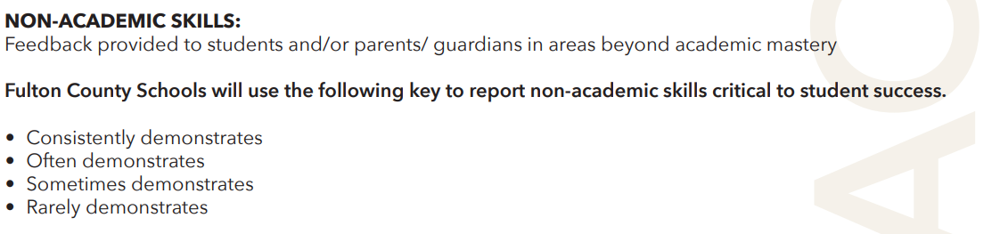 NON-ACADEMIC SKILLS:
Feedback provided to students and/or parents/ guardians in areas beyond academic mastery
Fulton County Schools will use the following key to report non-academic skills critical to student success.
• Consistently demonstrates
• Often demonstrates
• Sometimes demonstrates
• Rarely demonstrates